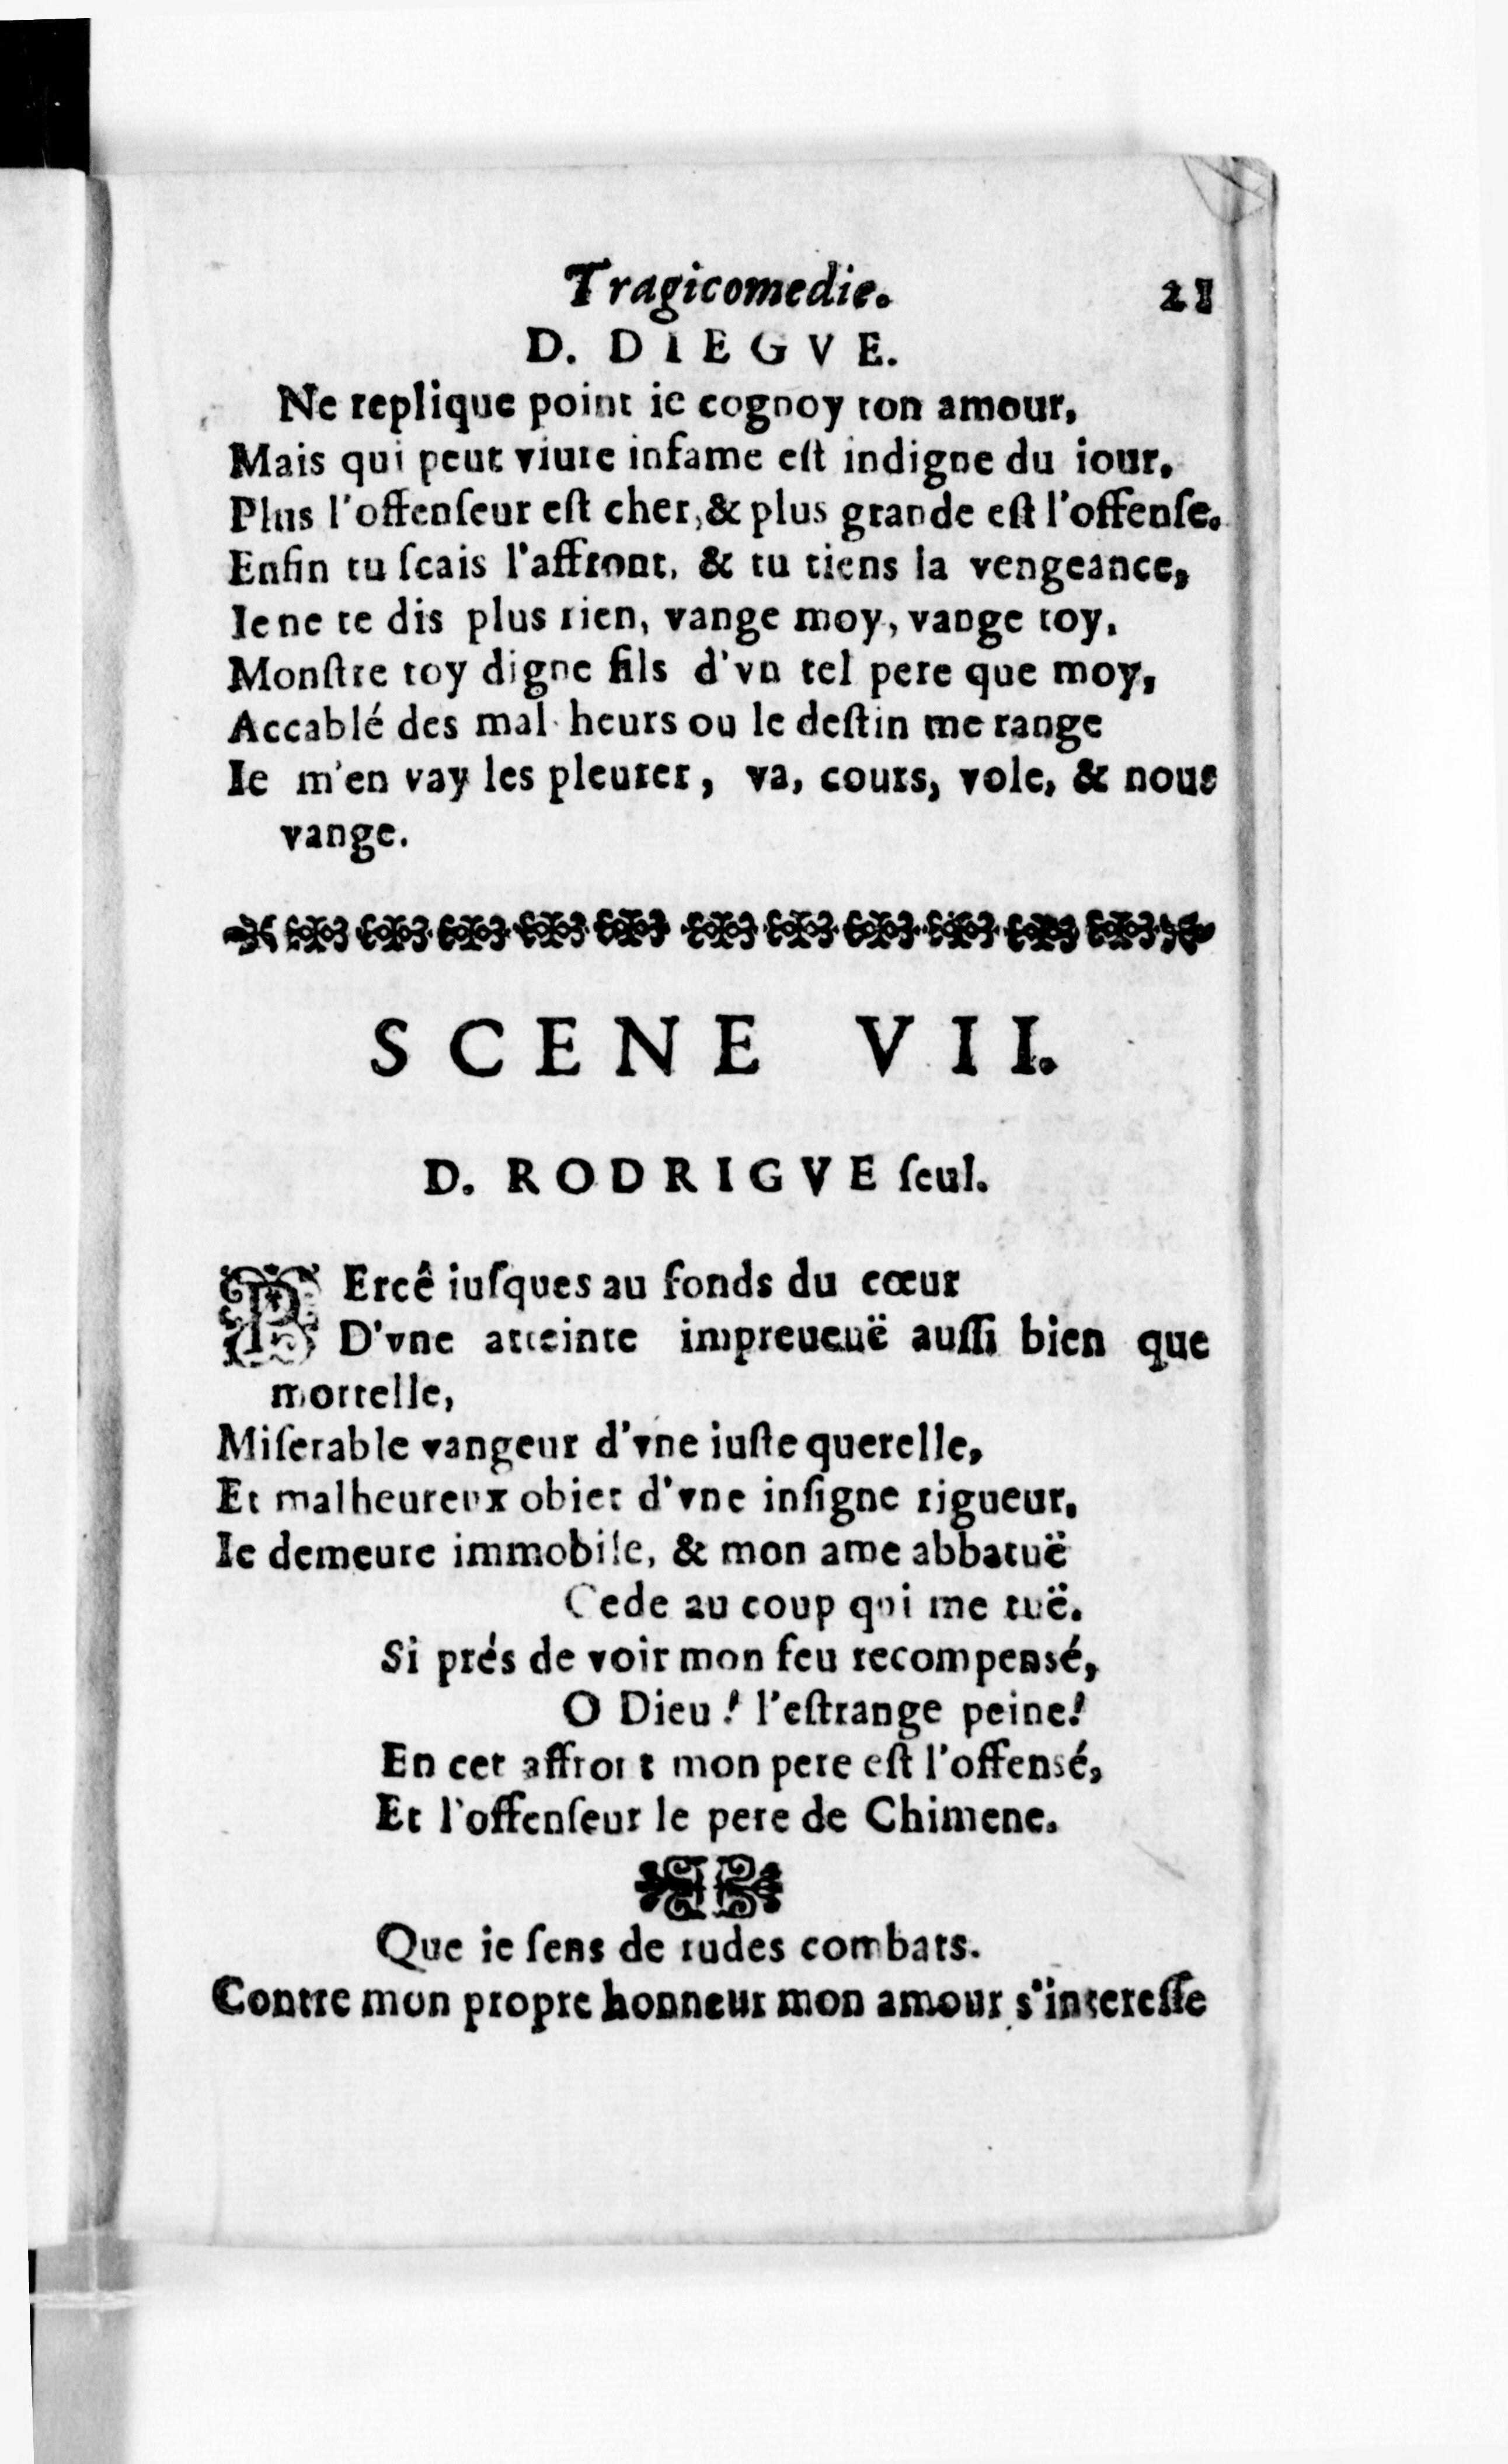 Tragicomedie. 21
D. DIEGVE.
Ne replique point ie cognoy ton amour,
Mais qui peut viure infame eſt indigne du iour.
Plus l'offenſeur eſt cher, & plus grande eſt l'offenſe.
Enfin tu ſcais l'affront, & tu tiens la vengeance,
Ie ne te dis plus rien, vange moy, vange toy.
Monſtre toy digne fils d'vn tel pere que moy,
Accablé des mal heurs ou le deſtin me range
Ie m'en vay les pleurer, va, cours, vole, & nous
vange.
SCENE VII.
D. RODRIGVE ſeul.
PErcê iuſques au fonds du cœur
D'vne atteinte impreueuë auſſi bien que
mortelle,
Miſerable vangeur d'vne iuſte querelle,
Et malheureux obiet d'vne inſigne rigueur,
Ie demeure immobile, & mon ame abbatuë
Cede au coup qui me tuë.
Si prés de voir mon feu recompensé,
O Dieu ! l'eſtrange peine!
En cet affront mon pere eſt l'offensé,
Et l'offenſeur le pere de Chimene.
Que ie ſens de rudes combats.
Contre mon propre honneur mon amour s'intereſſe